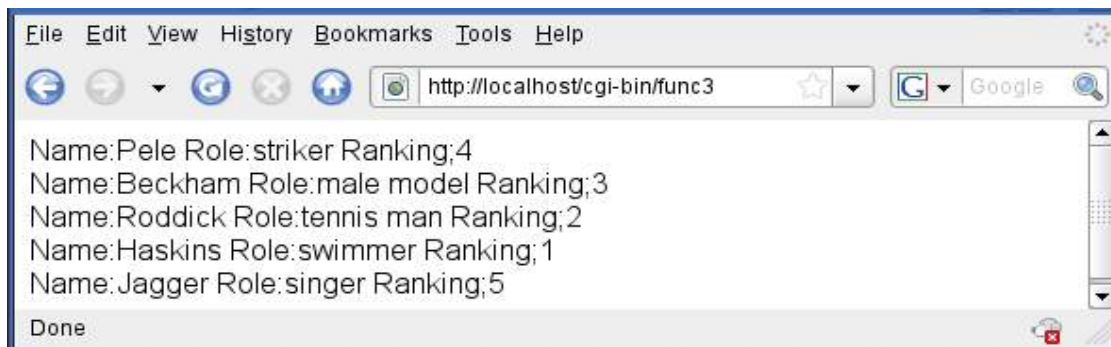 File Edit View History Bookmarks Tools Help
http://localhost/cgi-bin/func3 G Google
Name:Pele Role:striker Ranking;4
Name:Beckham Role:male model Ranking;3
Name:Roddick Role:tennis man Ranking;2
Name:Haskins Role:swimmer Ranking;1
Name:Jagger Role:singer Ranking;5
Done